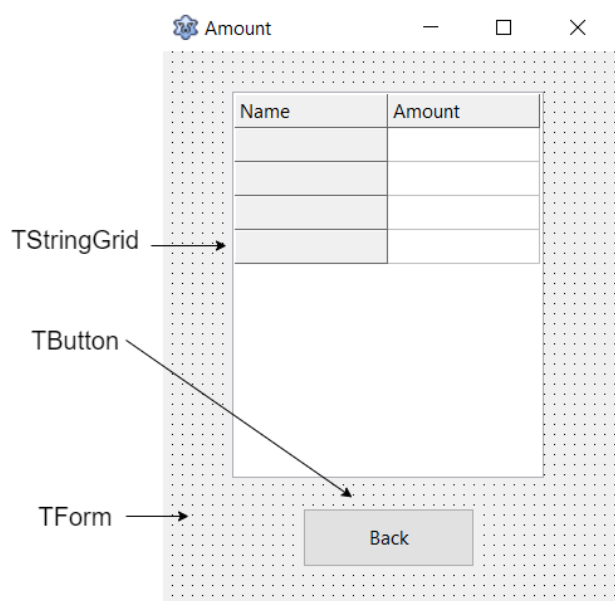 Amount
Name Amount
TStringGrid
TButton
TForm
Back